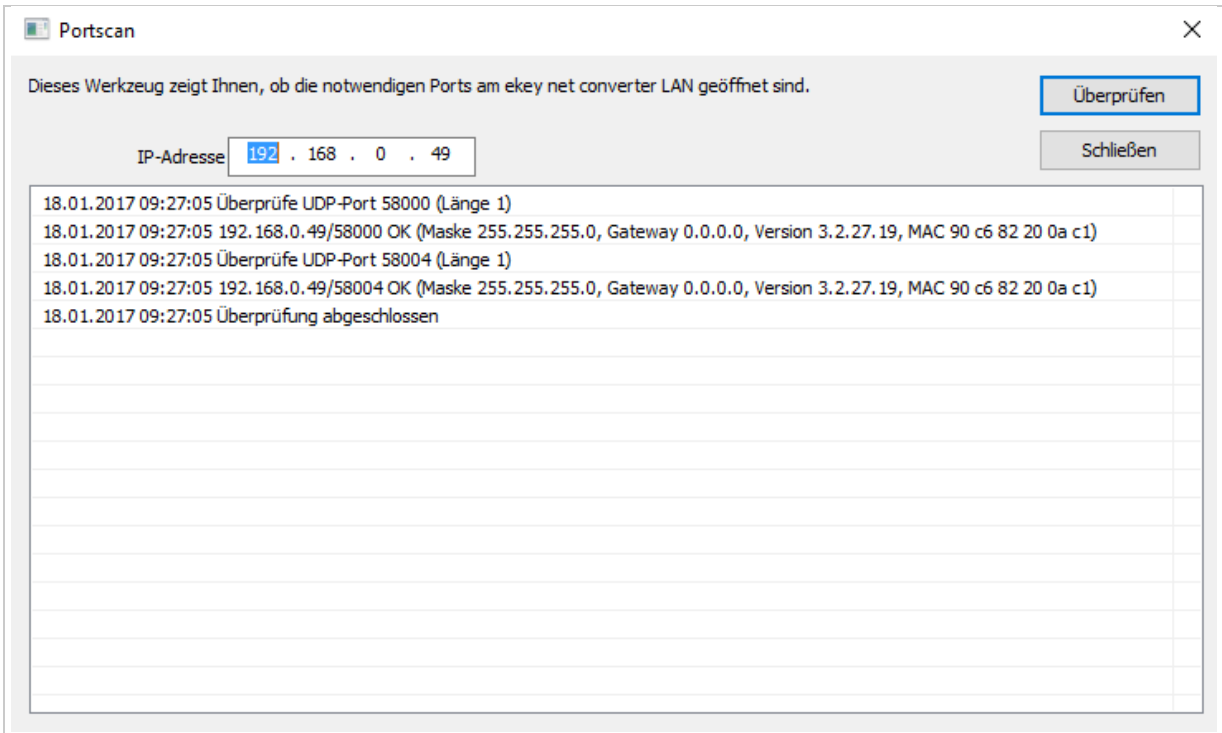 Portscan
Dieses Werkzeug zeigt Ihnen, ob die notwendigen Ports am ekey net converter LAN geöffnet sind.
Überprüfen
IP-Adresse 192 . 168 . 0 . 49
Schließen
18.01.2017 09:27:05 Überprüfe UDP-Port 58000 (Länge 1)
18.01.2017 09:27:05 192.168.0.49/58000 OK (Maske 255.255.255.0, Gateway 0.0.0.0, Version 3.2.27.19, MAC 90 c6 82 20 0a c1)
18.01.2017 09:27:05 Überprüfe UDP-Port 58004 (Länge 1)
18.01.2017 09:27:05 192.168.0.49/58004 OK (Maske 255.255.255.0, Gateway 0.0.0.0, Version 3.2.27.19, MAC 90 c6 82 20 0a c1)
18.01.2017 09:27:05 Überprüfung abgeschlossen